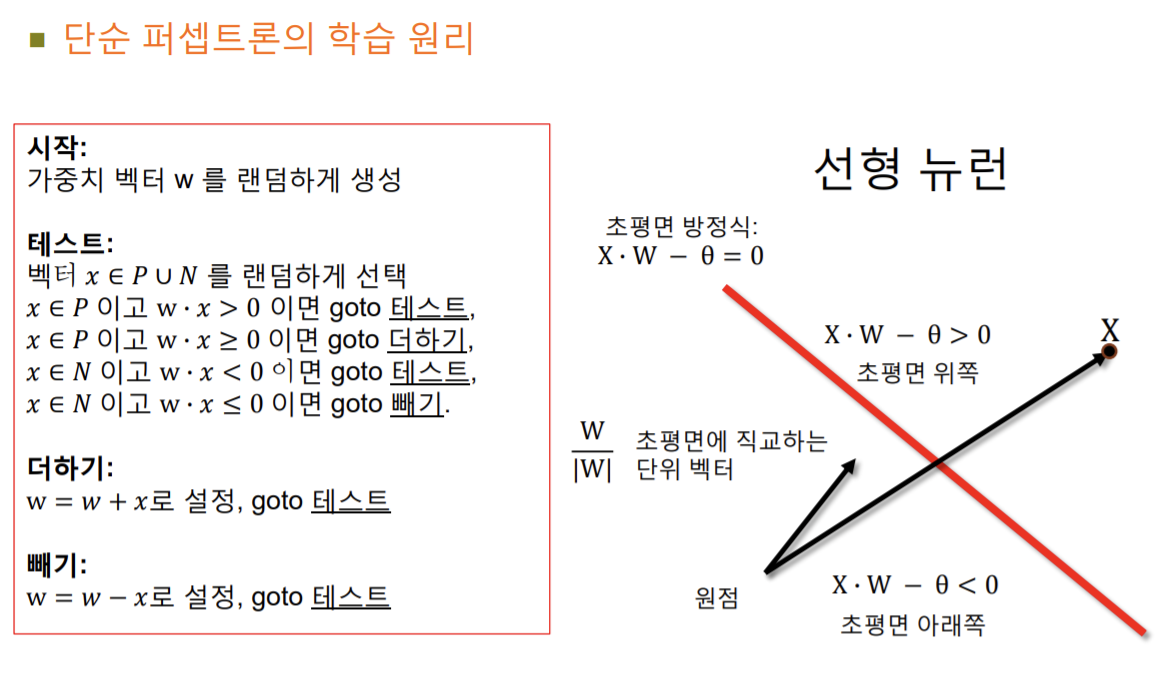 ■ 단순 퍼셉트론의 학습 원리
시작:
가중치 벡터 w 를 랜덤하게 생성
테스트:
벡터 x ∈ P ∪ N 를 랜덤하게 선택
x ∈ P 이고 w · x > 0 이면 goto 테스트,
x ∈ P 이고 w · x ≥ 0 이면 goto 더하기,
x ∈ N 이고 w · x < 0 이면 goto 테스트,
x ∈ N 이고 w · x ≤ 0 이면 goto 빼기.
더하기:
w = w + x로 설정, goto 테스트
빼기:
w = w − x로 설정, goto 테스트
선형 뉴런
초평면 방정식:
X · W − θ = 0
X · W − θ > 0
초평면 위쪽
X
W
|W|
초평면에 직교하는
단위 벡터
원점
X · W − θ < 0
초평면 아래쪽